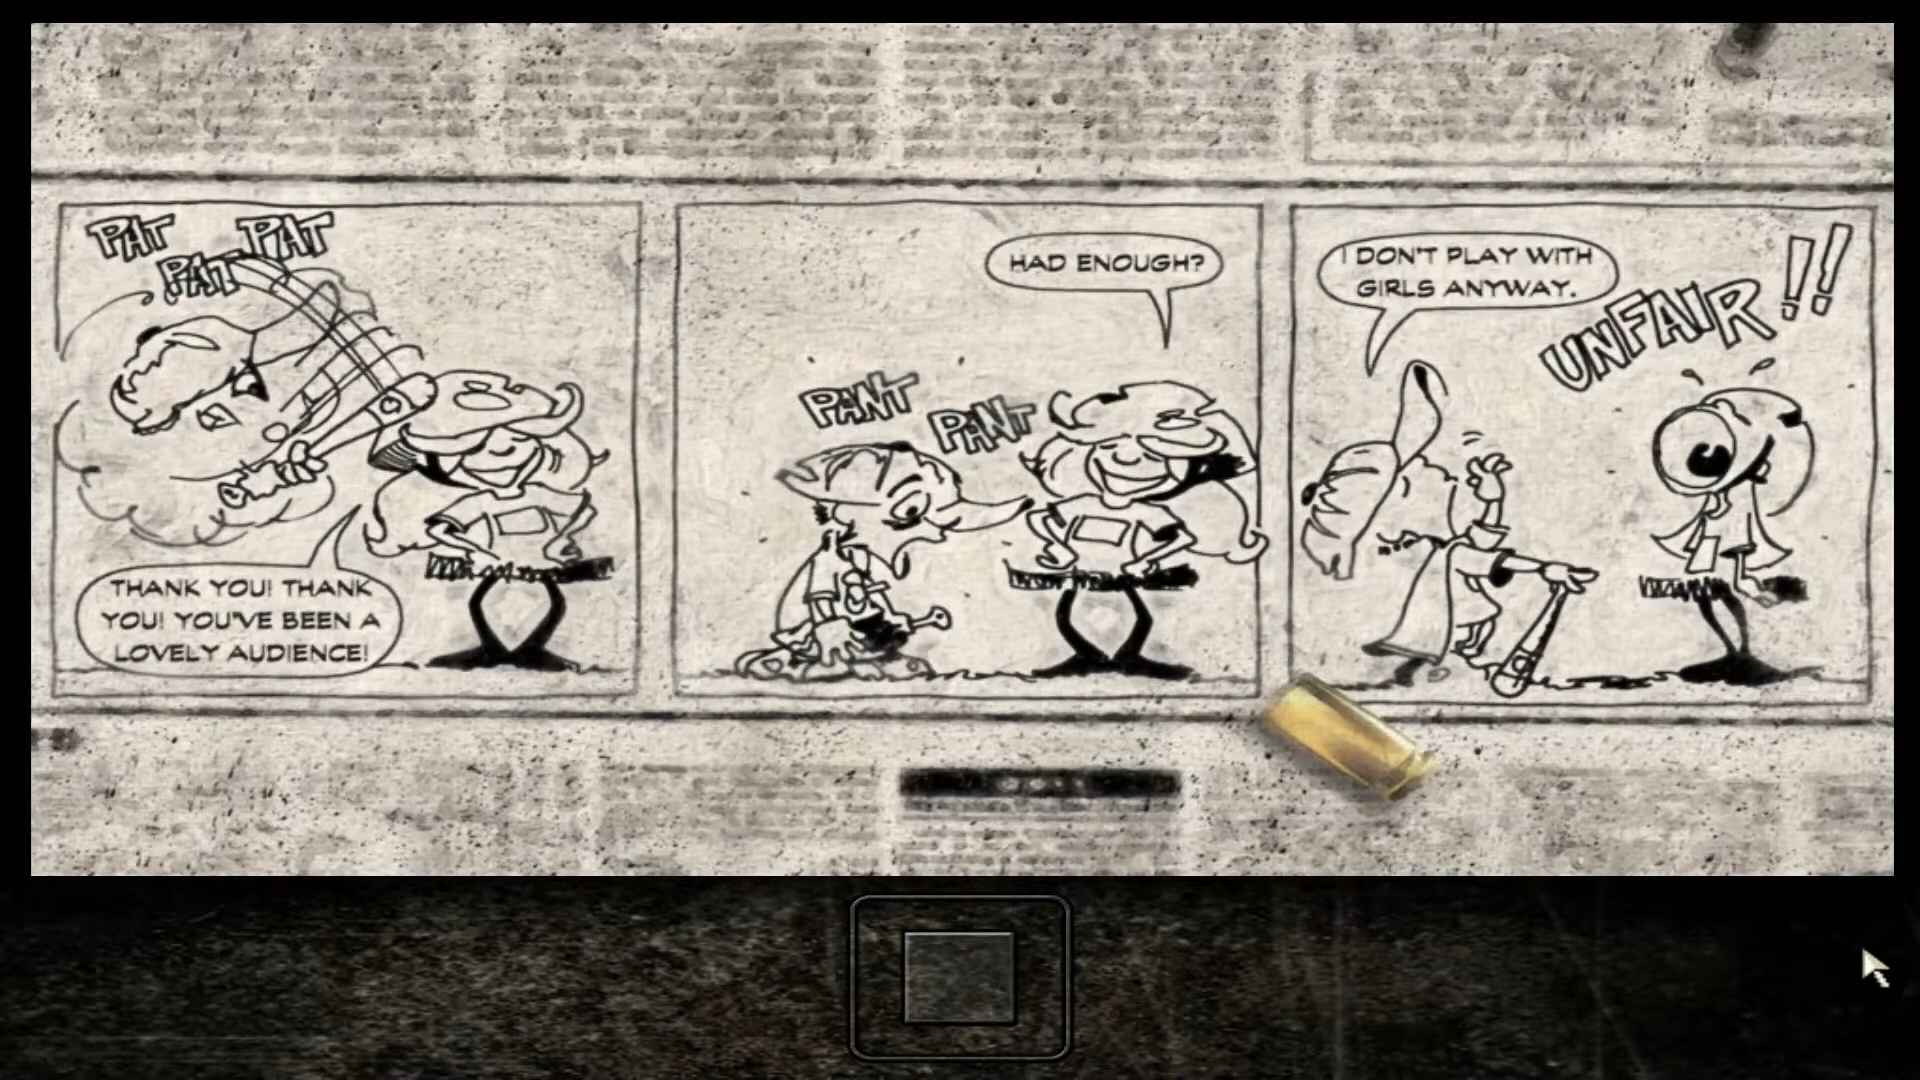 PAT
PAT
PAT
THANK YOU! THANK
YOU! YOU'VE BEEN A
LOVELY AUDIENCE!
HAD ENOUGH?
PANT
PANT
I DON'T PLAY WITH
GIRLS ANYWAY.
UNFAIR!!